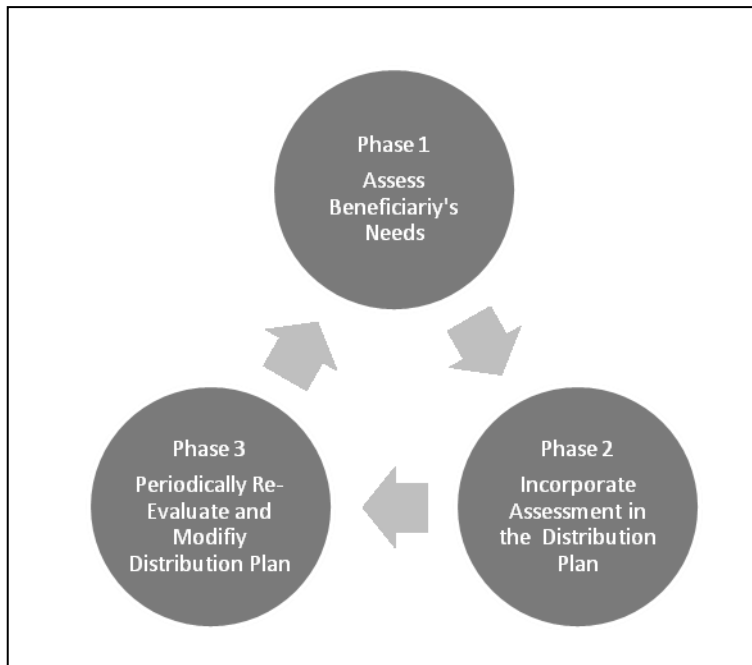 Phase 1
Assess
Beneficiariy's
Needs
Phase 2
Incorporate
Assessment in
the Distribution
Plan
Phase 3
Periodically Re-
Evaluate and
Modifiy
Distribution Plan